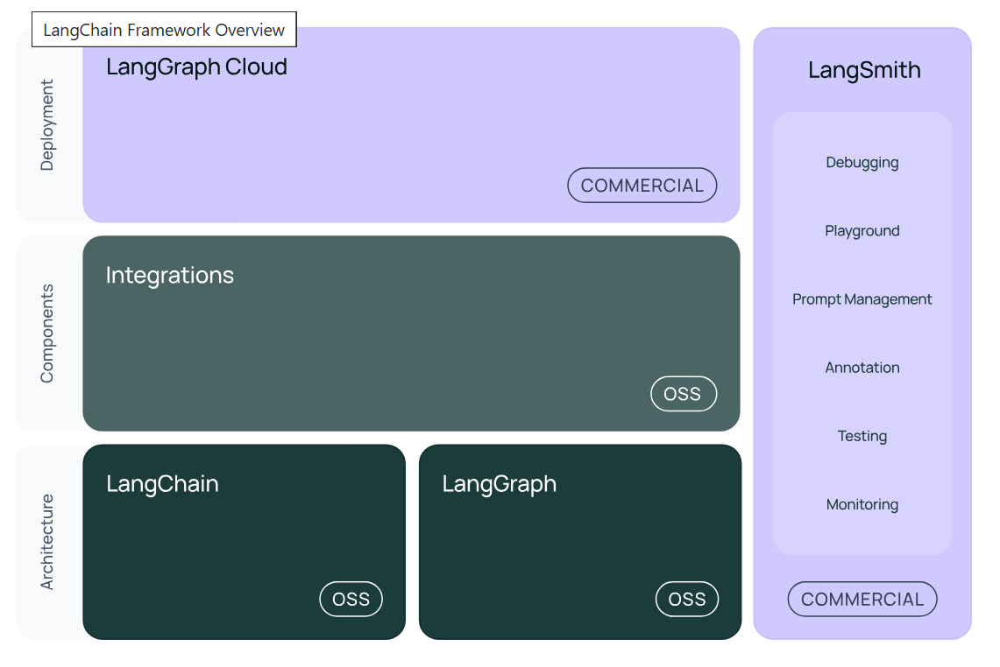 LangChain Framework Overview
Deployment
LangGraph Cloud
COMMERCIAL
Components
Integrations
OSS
Architecture
LangChain
OSS
LangGraph
OSS
LangSmith
Debugging
Playground
Prompt Management
Annotation
Testing
Monitoring
COMMERCIAL